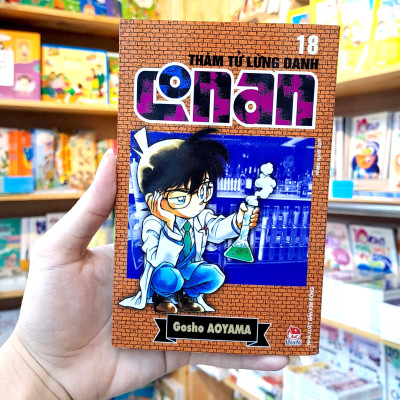 18
THÁM TỬ LỪNG DANH
CONAN
Gosho AOYAMA